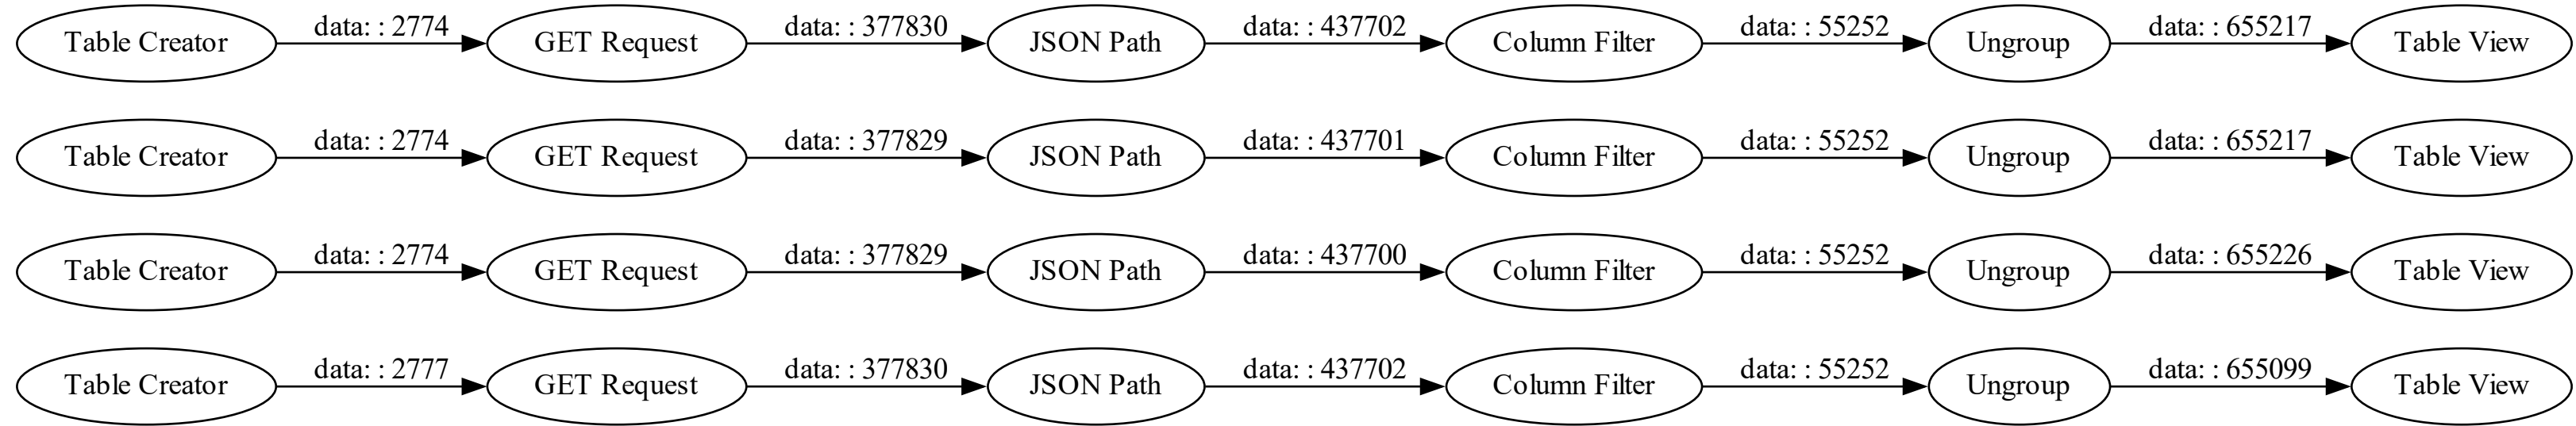 Table Creator data: : 2774 GET Request data: : 377830 JSON Path data: : 437702 Column Filter data: : 55252 Ungroup data: : 655217 Table View
Table Creator data: : 2774 GET Request data: : 377829 JSON Path data: : 437701 Column Filter data: : 55252 Ungroup data: : 655217 Table View
Table Creator data: : 2774 GET Request data: : 377829 JSON Path data: : 437700 Column Filter data: : 55252 Ungroup data: : 655226 Table View
Table Creator data: : 2777 GET Request data: : 377830 JSON Path data: : 437702 Column Filter data: : 55252 Ungroup data: : 655099 Table View